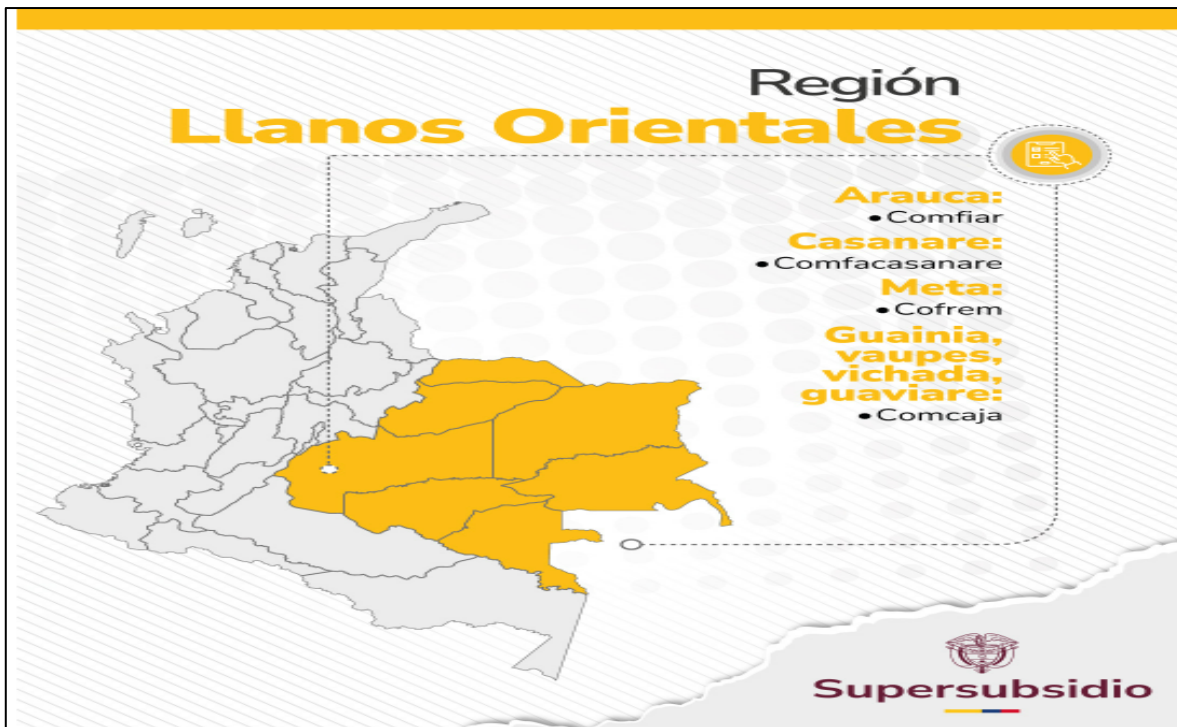 Región
Llanos Orientales
Arauca:
•Comfiar
Casanare:
•Comfacasanare
Meta:
•Cofrem
Guainia,
vaupes,
vichada,
guaviare:
•Comcaja
Supersubsidio